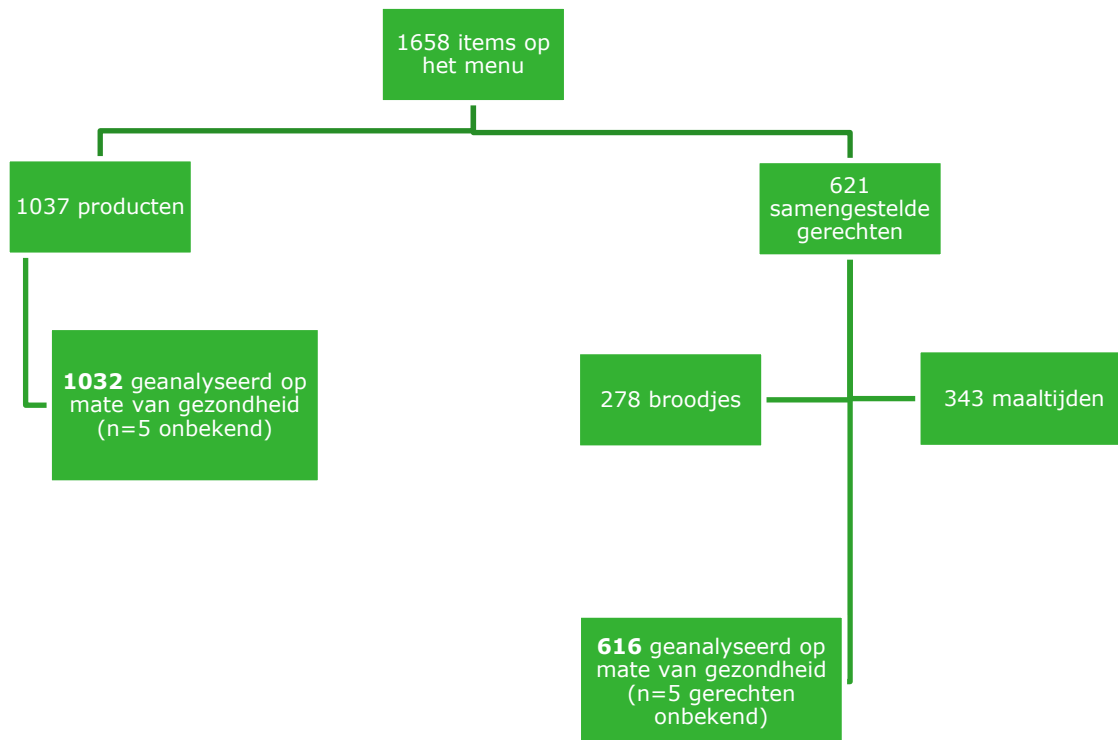 1658 items op
het menu
1037 producten
621
samengestelde
gerechten
1032 geanalyseerd op
mate van gezondheid
(n=5 onbekend)
278 broodjes
343 maaltijden
616 geanalyseerd op
mate van gezondheid
(n=5 gerechten
onbekend)